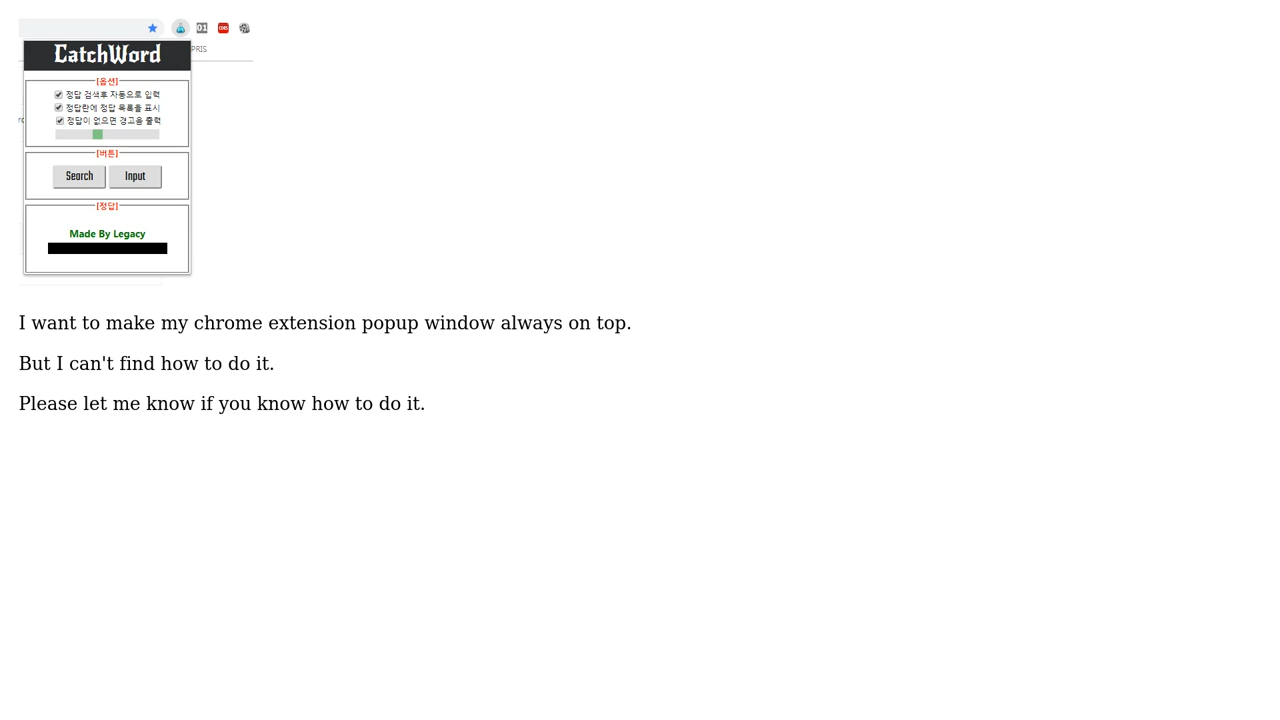 01
CORS
PRIS
CatchWord
[옵션]
정답 검색후 자동으로 입력
정답란에 정답 목록을 표시
정답이 없으면 경고음 출력
[버튼]
Search Input
[정답]
Made By Legacy
I want to make my chrome extension popup window always on top.
But I can't find how to do it.
Please let me know if you know how to do it.